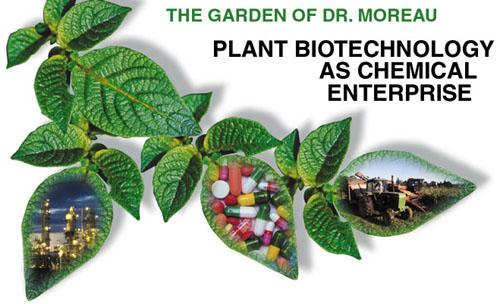 THE GARDEN OF DR. MOREAU
PLANT BIOTECHNOLOGY
AS CHEMICAL
ENTERPRISE